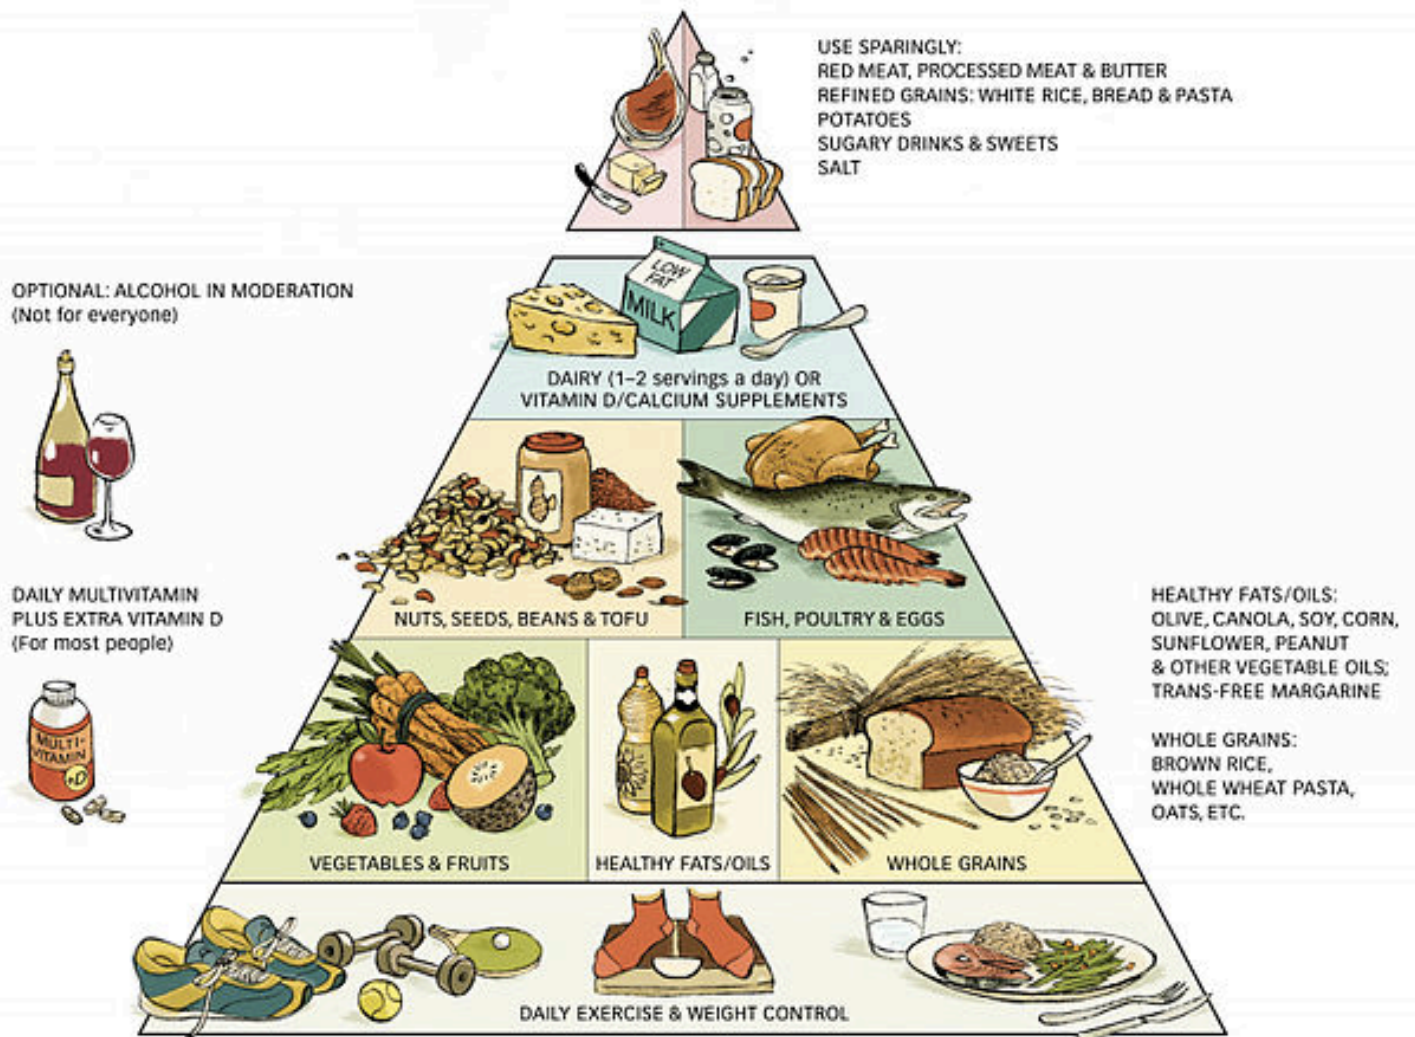 USE SPARINGLY:
RED MEAT, PROCESSED MEAT & BUTTER
REFINED GRAINS: WHITE RICE, BREAD & PASTA
POTATOES
SUGARY DRINKS & SWEETS
SALT
OPTIONAL: ALCOHOL IN MODERATION
(Not for everyone)
LOW
FAT
MILK
DAIRY (1–2 servings a day) OR
VITAMIN D/CALCIUM SUPPLEMENTS
NUTS, SEEDS, BEANS & TOFU
FISH, POULTRY & EGGS
DAILY MULTIVITAMIN
PLUS EXTRA VITAMIN D
(For most people)
MULTI-
VITAMIN
+D
HEALTHY FATS/OILS:
OLIVE, CANOLA, SOY, CORN,
SUNFLOWER, PEANUT
& OTHER VEGETABLE OILS;
TRANS-FREE MARGARINE
WHOLE GRAINS:
BROWN RICE,
WHOLE WHEAT PASTA,
OATS, ETC.
VEGETABLES & FRUITS
HEALTHY FATS/OILS
WHOLE GRAINS
DAILY EXERCISE & WEIGHT CONTROL